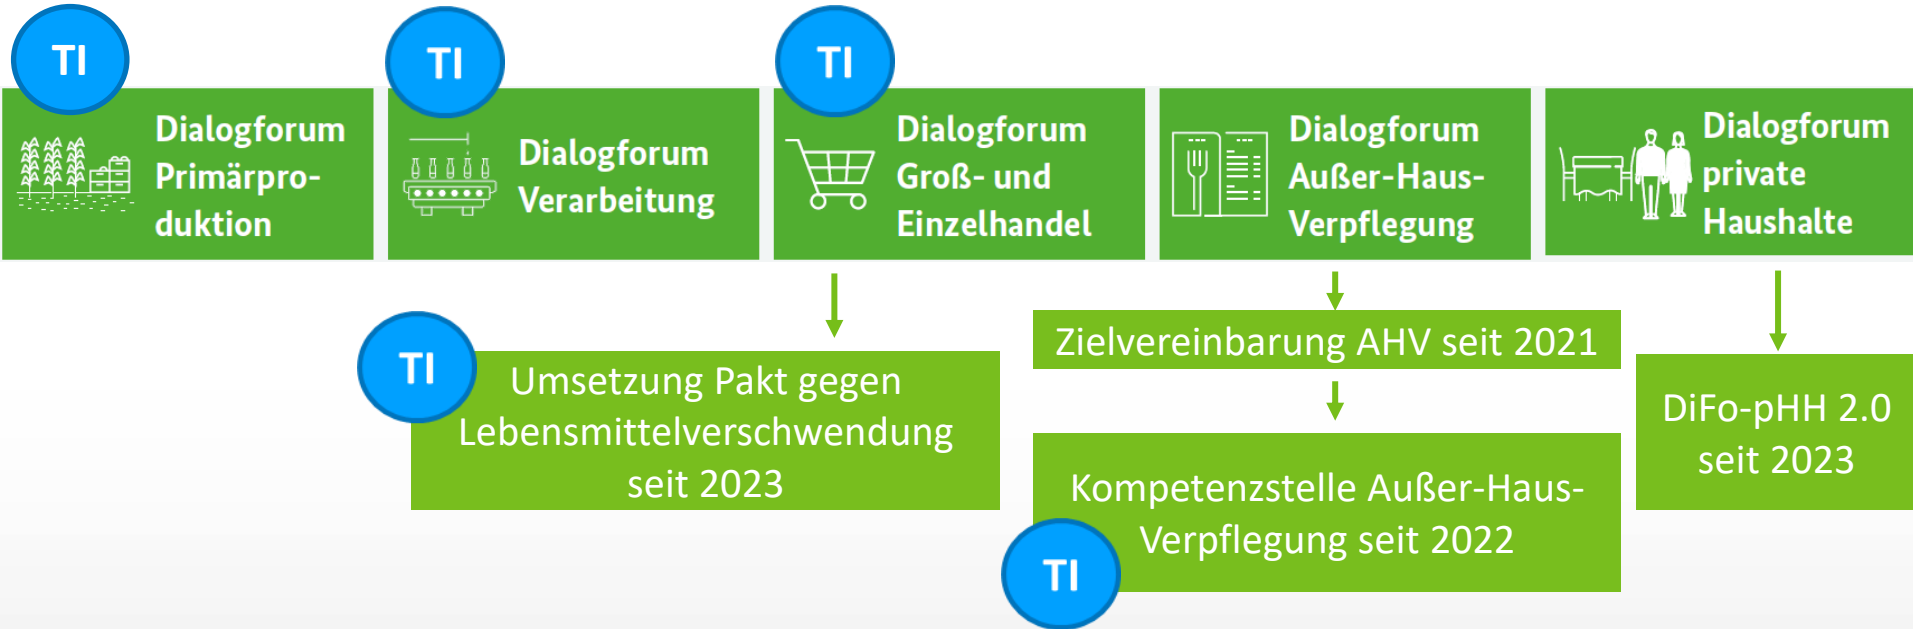 TI
Dialogforum
Primärpro-
duktion
TI
Dialogforum
Verarbeitung
TI
Dialogforum
Groß- und
Einzelhandel
Dialogforum
Außer-Haus-
Verpflegung
Dialogforum
private
Haushalte
TI
Umsetzung Pakt gegen
Lebensmittelverschwendung
seit 2023
Zielvereinbarung AHV seit 2021
Kompetenzstelle Außer-Haus-
Verpflegung seit 2022
TI
DiFo-pHH 2.0
seit 2023